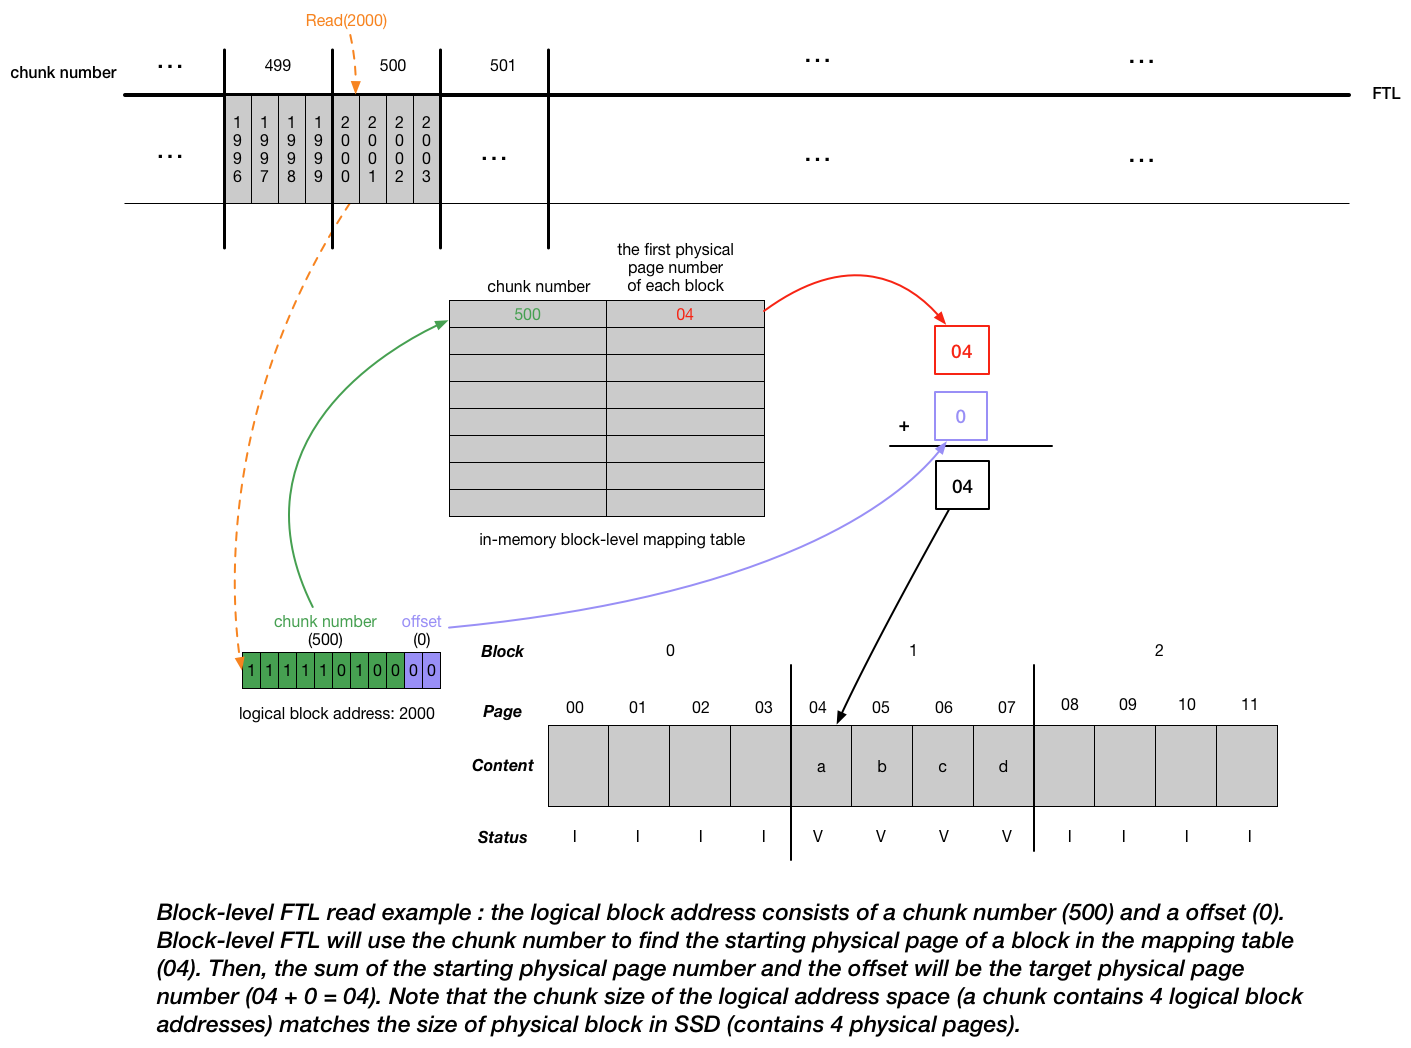 Read(2000)
chunk number ... 499 500 501 ... ...
FTL
... 1996 1997 1998 1999 2000 2001 2002 2003 ... ... ...
the first physical
page number
of each block
chunk number
500 04
04
0
+
04
in-memory block-level mapping table
chunk number offset
(500) (0)
1 1 1 1 1 0 1 0 0 0 0
logical block address: 2000
Block 0 1 2
Page 00 01 02 03 04 05 06 07 08 09 10 11
Content a b c d
Status I I I I V V V V I I I I
Block-level FTL read example : the logical block address consists of a chunk number (500) and a offset (0).
Block-level FTL will use the chunk number to find the starting physical page of a block in the mapping table
(04). Then, the sum of the starting physical page number and the offset will be the target physical page
number (04 + 0 = 04). Note that the chunk size of the logical address space (a chunk contains 4 logical block
addresses) matches the size of physical block in SSD (contains 4 physical pages).